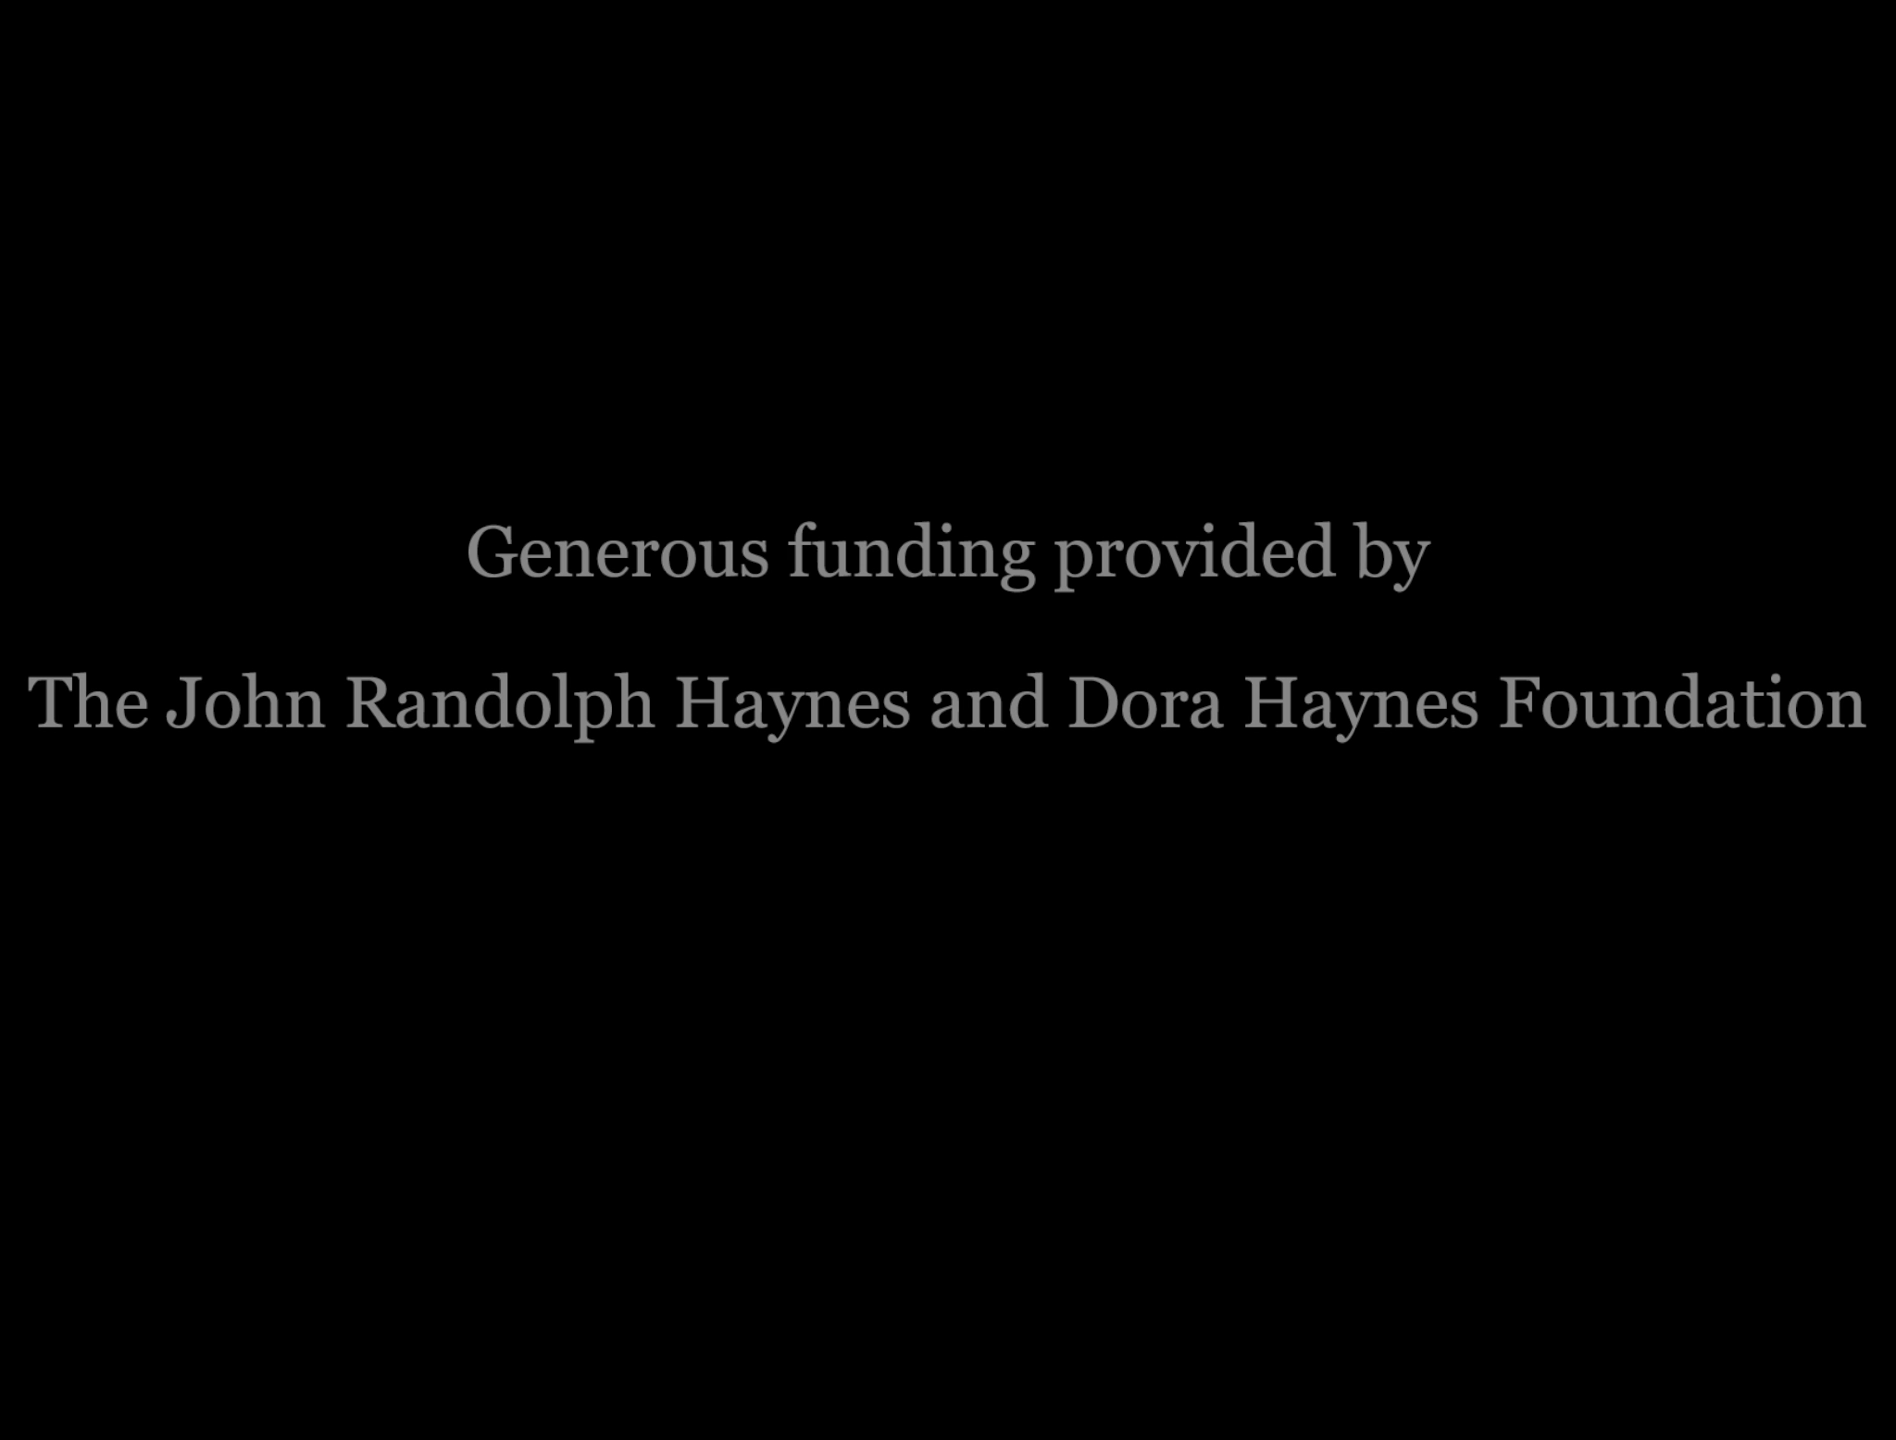 Generous funding provided by
The John Randolph Haynes and Dora Haynes Foundation